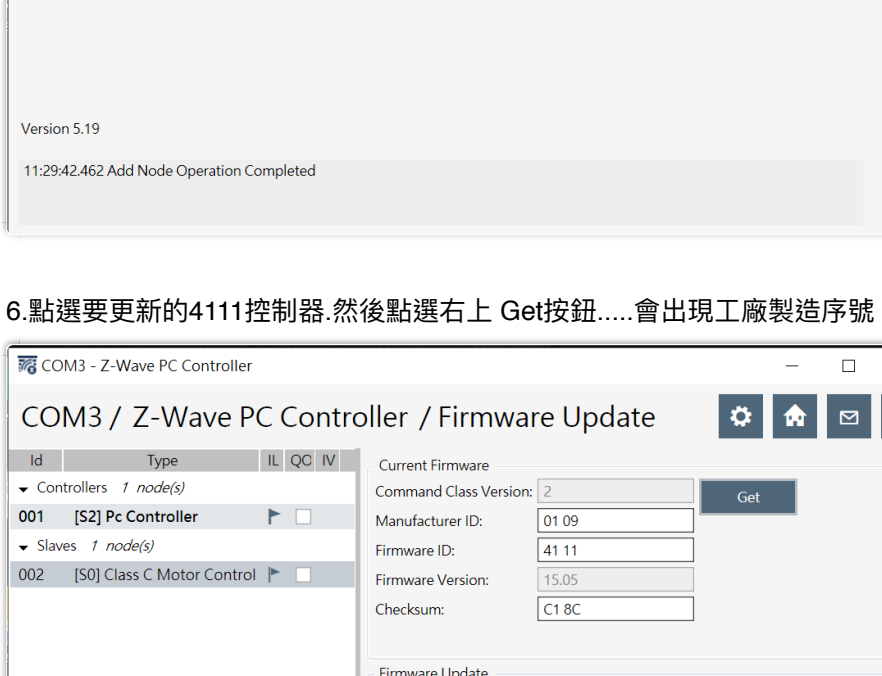 Version 5.19
11:29:42.462 Add Node Operation Completed
6.點選要更新的4111控制器.然後點選右上 Get按鈕.....會出現工廠製造序號
COM3 - Z-Wave PC Controller
COM3 / Z-Wave PC Controller / Firmware Update
Id Type IL QO IV
Controllers 1 node(s)
001 [S2] Pc Controller
Slaves 1 node(s)
002 [S0] Class C Motor Control
Current Firmware
Command Class Version: 2 Get
Manufacturer ID: 01 09
Firmware ID: 41 11
Firmware Version: 15.05
Checksum: C1 8C
Firmware Update